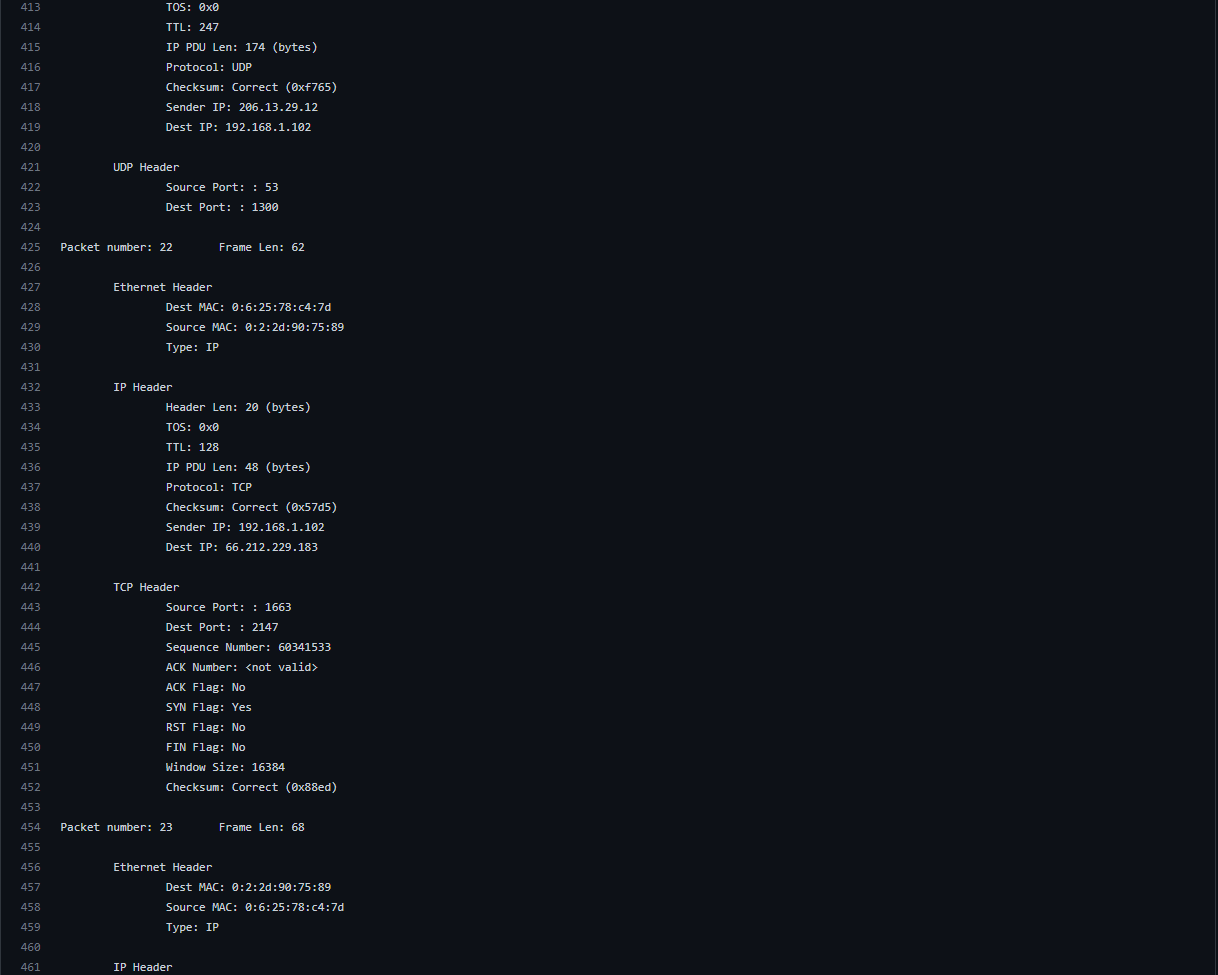 413 TOS: 0x0
414 TTL: 247
415 IP PDU Len: 174 (bytes)
416 Protocol: UDP
417 Checksum: Correct (0xf765)
418 Sender IP: 206.13.29.12
419 Dest IP: 192.168.1.102
420
421 UDP Header
422 Source Port: : 53
423 Dest Port: : 1300
424
425 Packet number: 22 Frame Len: 62
426
427 Ethernet Header
428 Dest MAC: 0:6:25:78:c4:7d
429 Source MAC: 0:2:2d:90:75:89
430 Type: IP
431
432 IP Header
433 Header Len: 20 (bytes)
434 TOS: 0x0
435 TTL: 128
436 IP PDU Len: 48 (bytes)
437 Protocol: TCP
438 Checksum: Correct (0x57d5)
439 Sender IP: 192.168.1.102
440 Dest IP: 66.212.229.183
441
442 TCP Header
443 Source Port: : 1663
444 Dest Port: : 2147
445 Sequence Number: 60341533
446 ACK Number: <not valid>
447 ACK Flag: No
448 SYN Flag: Yes
449 RST Flag: No
450 FIN Flag: No
451 Window Size: 16384
452 Checksum: Correct (0x88ed)
453
454 Packet number: 23 Frame Len: 68
455
456 Ethernet Header
457 Dest MAC: 0:2:2d:90:75:89
458 Source MAC: 0:6:25:78:c4:7d
459 Type: IP
460
461 IP Header